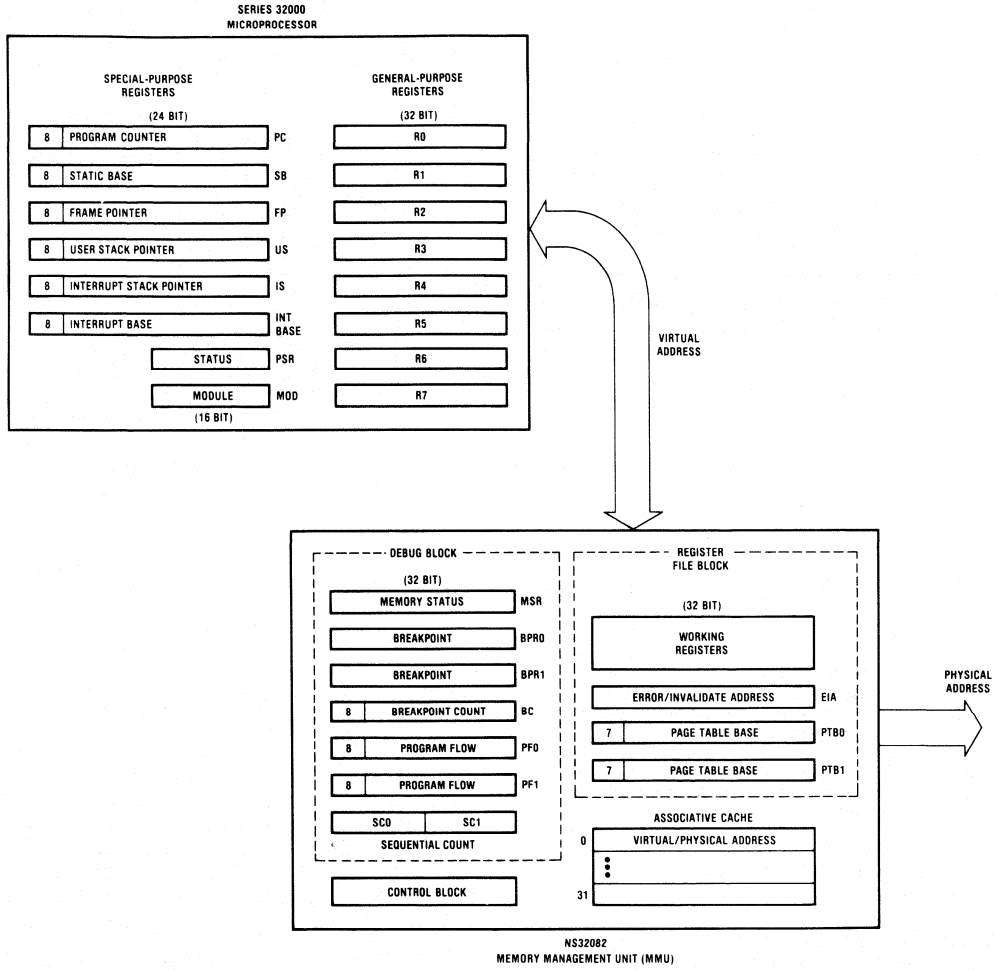 SERIES 32000
MICROPROCESSOR
SPECIAL-PURPOSE
REGISTERS
(24 BIT)
8 PROGRAM COUNTER PC
8 STATIC BASE SB
8 FRAME POINTER FP
8 USER STACK POINTER US
8 INTERRUPT STACK POINTER IS
8 INTERRUPT BASE INT
BASE
STATUS PSR
MODULE MOD
(16 BIT)
GENERAL-PURPOSE
REGISTERS
(32 BIT)
R0
R1
R2
R3
R4
R5
R6
R7
VIRTUAL
ADDRESS
DEBUG BLOCK
(32 BIT)
MEMORY STATUS MSR
BREAKPOINT BPR0
BREAKPOINT BPR1
8 BREAKPOINT COUNT BC
8 PROGRAM FLOW PF0
8 PROGRAM FLOW PF1
SC0 SC1
SEQUENTIAL COUNT
CONTROL BLOCK
REGISTER
FILE BLOCK
(32 BIT)
WORKING
REGISTERS
ERROR/INVALIDATE ADDRESS EIA
7 PAGE TABLE BASE PTB0
7 PAGE TABLE BASE PTB1
ASSOCIATIVE CACHE
0 VIRTUAL/PHYSICAL ADDRESS
31
PHYSICAL
ADDRESS
NS32082
MEMORY MANAGEMENT UNIT (MMU)